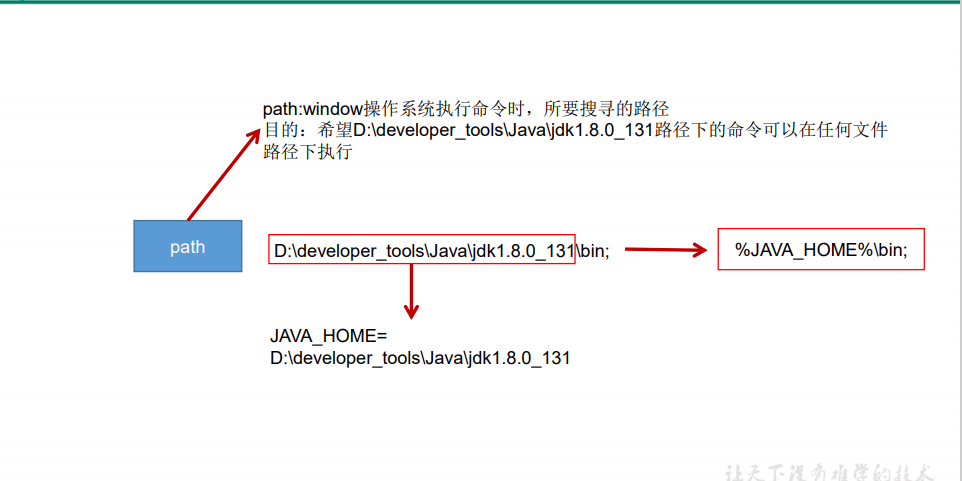 path:window操作系统执行命令时，所要搜寻的路径
目的：希望D:\developer_tools\Java\jdk1.8.0_131路径下的命令可以在任何文件
路径下执行
path
D:\developer_tools\Java\jdk1.8.0_131\bin;
%JAVA_HOME%\bin;
JAVA_HOME=
D:\developer_tools\Java\jdk1.8.0_131
让天下没有难学的技术